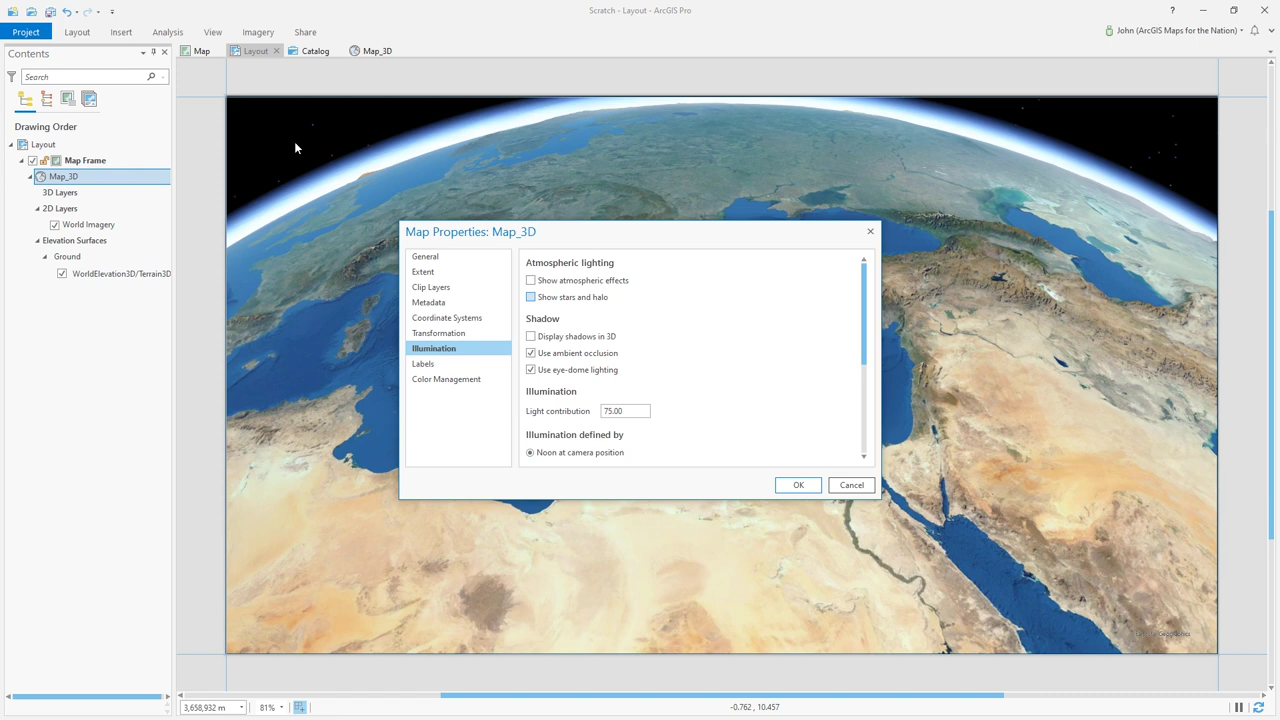 Scratch - Layout - ArcGIS Pro
?
Project Layout Insert Analysis View Imagery Share
John (ArcGIS Maps for the Nation)
Contents
Map Layout Catalog Map_3D
Search
Drawing Order
Layout
Map Frame
Map_3D
3D Layers
2D Layers
World Imagery
Elevation Surfaces
Ground
WorldElevation3D/Terrain3D
Map Properties: Map_3D
General
Extent
Clip Layers
Metadata
Coordinate Systems
Transformation
Illumination
Labels
Color Management
Atmospheric lighting
Show atmospheric effects
Show stars and halo
Shadow
Display shadows in 3D
Use ambient occlusion
Use eye-dome lighting
Illumination
Light contribution 75.00
Illumination defined by
Noon at camera position
OK Cancel
3,658,932 m 81% -0.762 , 10.457